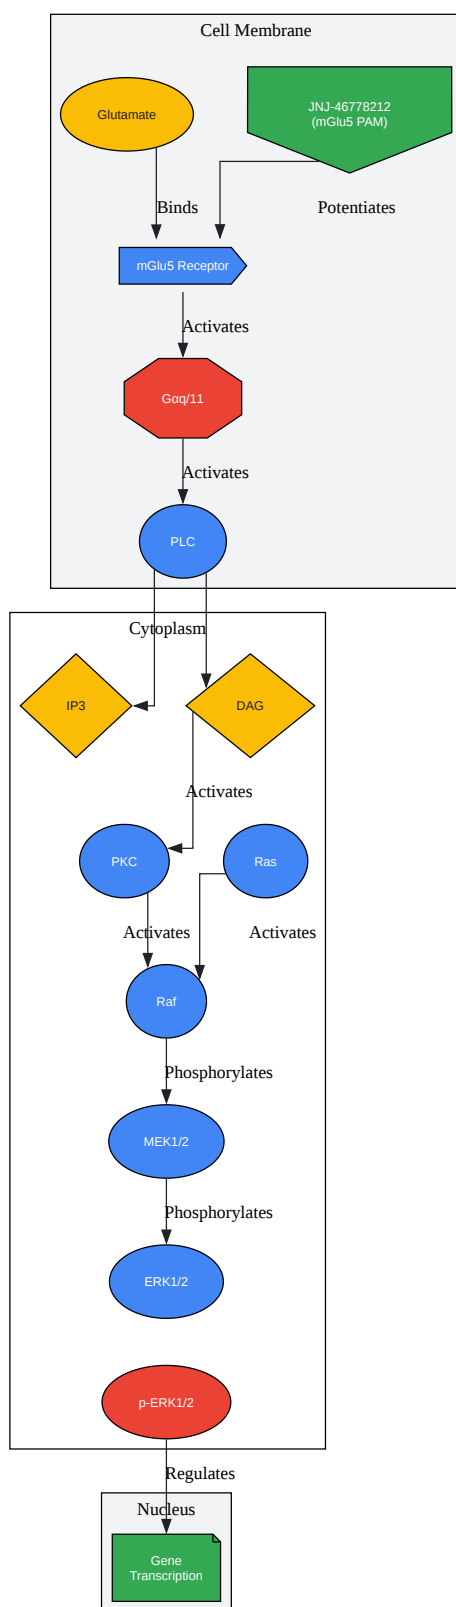 Cell Membrane
Glutamate
JNJ-46778212
(mGlu5 PAM)
Binds
Potentiates
mGlu5 Receptor
Activates
Gαq/11
Activates
PLC
Cytoplasm
IP3
DAG
Activates
PKC
Ras
Activates
Activates
Raf
Phosphorylates
MEK1/2
Phosphorylates
ERK1/2
p-ERK1/2
Regulates
Nucleus
Gene
Transcription